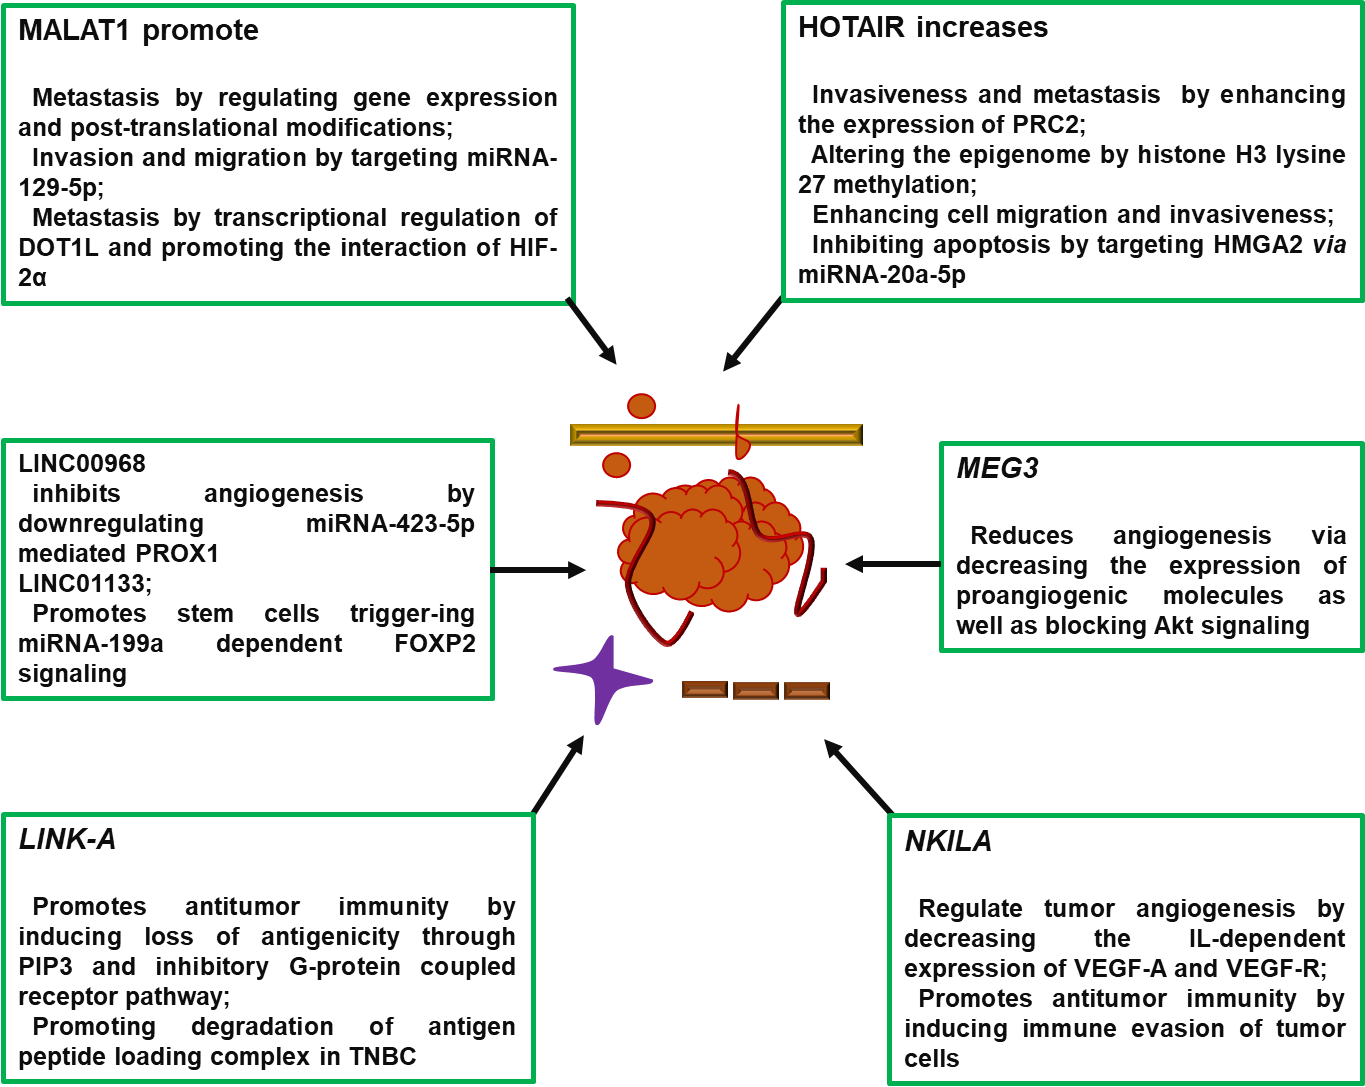 MALAT1 promote
Metastasis by regulating gene expression
and post-translational modifications;
Invasion and migration by targeting miRNA-
129-5p;
Metastasis by transcriptional regulation of
DOT1L and promoting the interaction of HIF-
2α
HOTAIR increases
Invasiveness and metastasis by enhancing
the expression of PRC2;
Altering the epigenome by histone H3 lysine
27 methylation;
Enhancing cell migration and invasiveness;
Inhibiting apoptosis by targeting HMGA2 via
miRNA-20a-5p
LINC00968
inhibits angiogenesis by
downregulating miRNA-423-5p
mediated PROX1
LINC01133;
Promotes stem cells trigger-ing
miRNA-199a dependent FOXP2
signaling
MEG3
Reduces angiogenesis via
decreasing the expression of
proangiogenic molecules as
well as blocking Akt signaling
LINK-A
Promotes antitumor immunity by
inducing loss of antigenicity through
PIP3 and inhibitory G-protein coupled
receptor pathway;
Promoting degradation of antigen
peptide loading complex in TNBC
NKILA
Regulate tumor angiogenesis by
decreasing the IL-dependent
expression of VEGF-A and VEGF-R;
Promotes antitumor immunity by
inducing immune evasion of tumor
cells